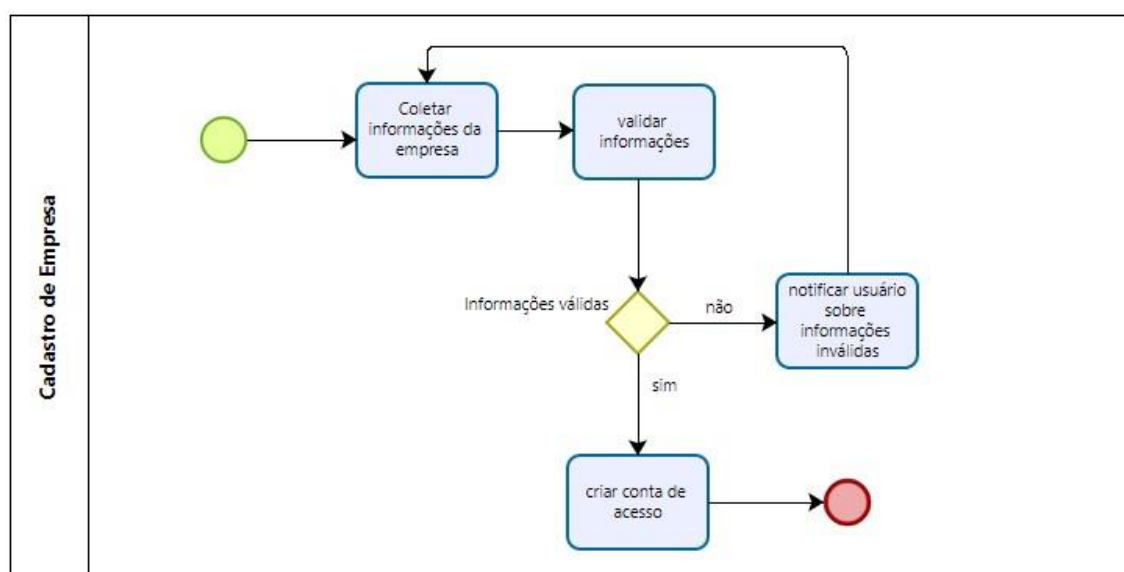 Cadastro de Empresa
Coletar
informações da
empresa
validar
informações
Informações válidas
não
notificar usuário
sobre
informações
inválidas
sim
criar conta de
acesso